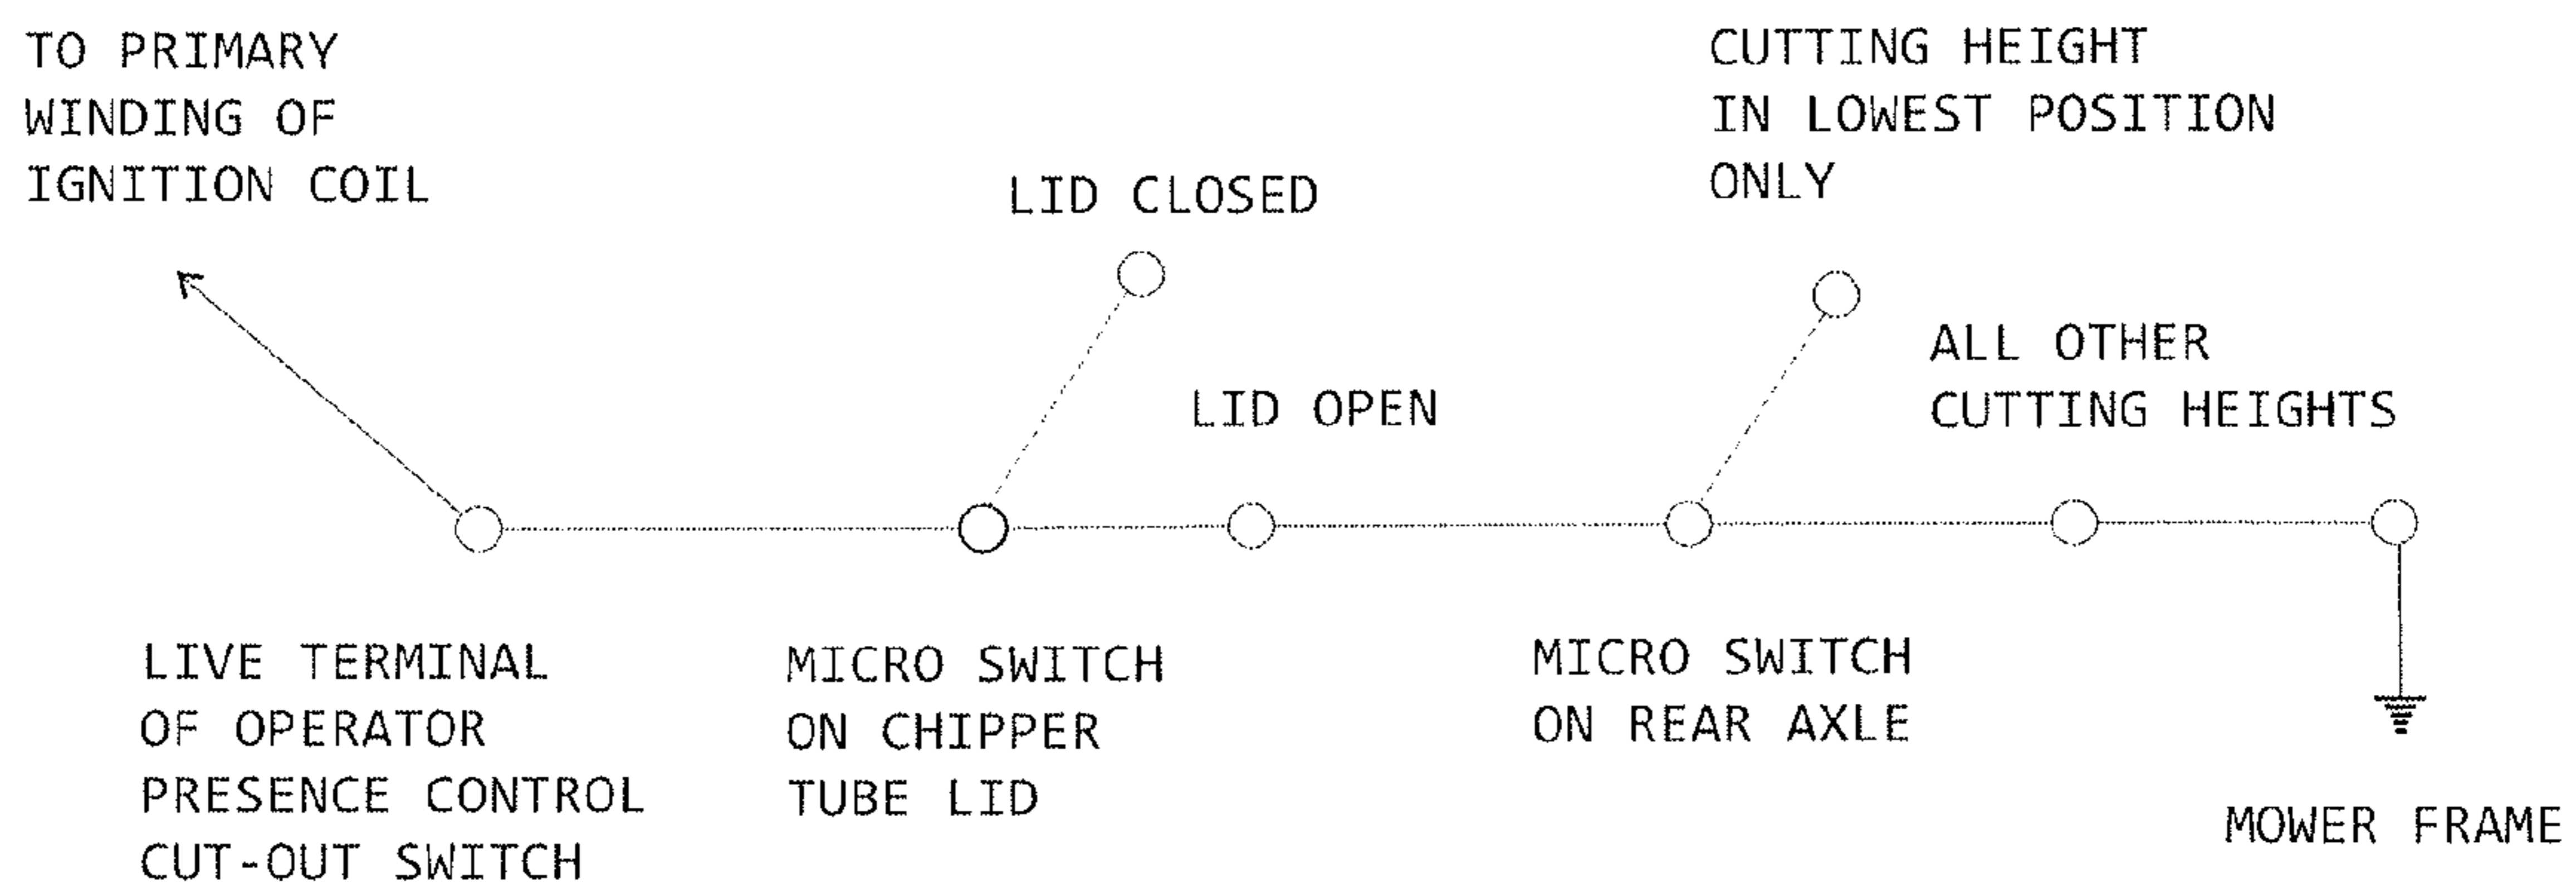 TO PRIMARY
WINDING OF
IGNITION COIL
LID CLOSED
CUTTING HEIGHT
IN LOWEST POSITION
ONLY
LID OPEN
ALL OTHER
CUTTING HEIGHTS
LIVE TERMINAL
OF OPERATOR
PRESENCE CONTROL
CUT-OUT SWITCH
MICRO SWITCH
ON CHIPPER
TUBE LID
MICRO SWITCH
ON REAR AXLE
MOWER FRAME